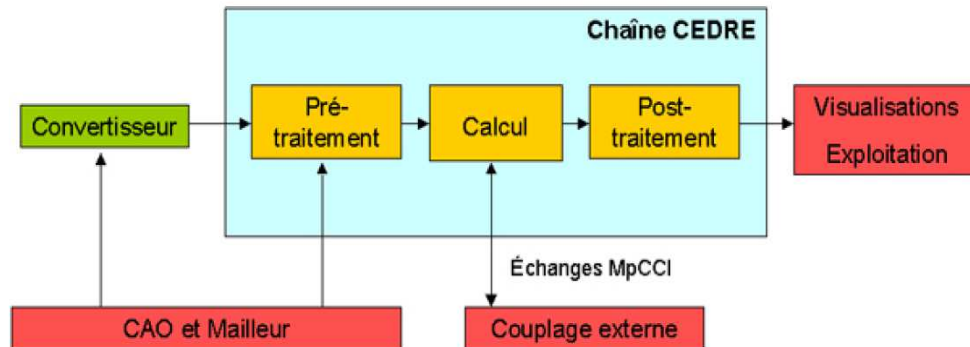 Chaîne CEDRE
Convertisseur
Pré-
traitement
Calcul
Post-
traitement
Visualisations
Exploitation
Échanges MpCCI
CAO et Mailleur
Couplage externe